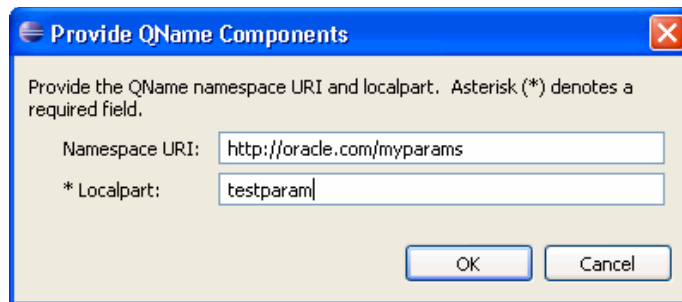 Provide QName Components
Provide the QName namespace URI and localpart. Asterisk (*) denotes a
required field.
Namespace URI: http://oracle.com/myparams
* Localpart: testparam
OK Cancel